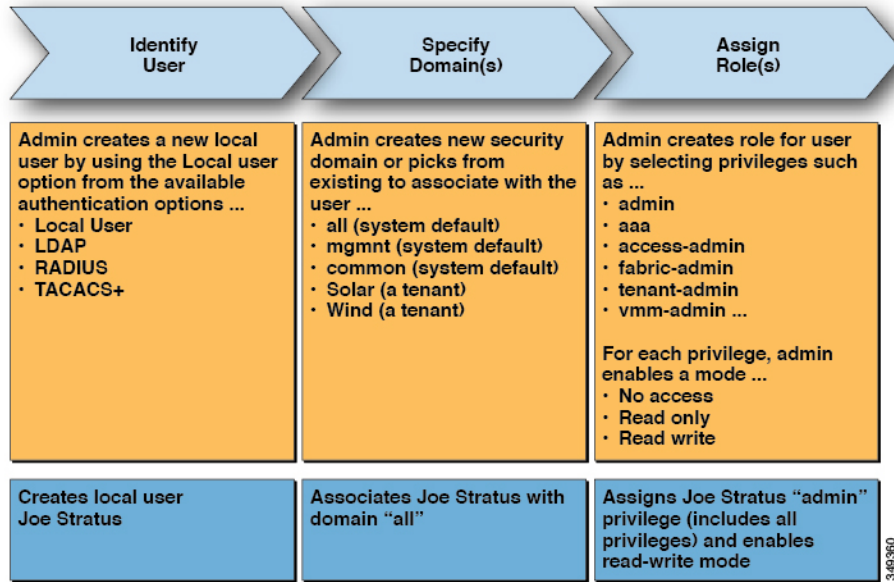 Identify
User
Specify
Domain(s)
Assign
Role(s)
Admin creates a new local
user by using the Local user
option from the available
authentication options ...
• Local User
• LDAP
• RADIUS
• TACACS+
Admin creates new security
domain or picks from
existing to associate with the
user ...
• all (system default)
• mgmnt (system default)
• common (system default)
• Solar (a tenant)
• Wind (a tenant)
Admin creates role for user
by selecting privileges such
as ...
• admin
• aaa
• access-admin
• fabric-admin
• tenant-admin
• vmm-admin ...
For each privilege, admin
enables a mode ...
• No access
• Read only
• Read write
Creates local user
Joe Stratus
Associates Joe Stratus with
domain “all”
Assigns Joe Stratus “admin”
privilege (includes all
privileges) and enables
read-write mode
349360